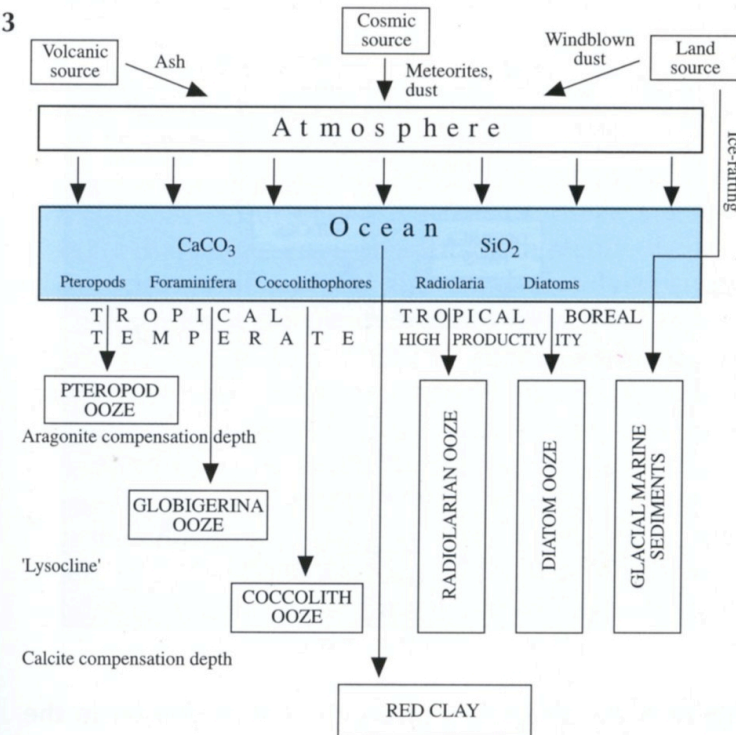 3
Cosmic
source
Volcanic
source
Ash
Meteorites,
dust
Windblown
dust
Land
source
Ice-rafting
Atmosphere
Ocean
CaCO3
SiO2
Pteropods Foraminifera Coccolithophores Radiolaria Diatoms
TROPICAL TROPICAL BOREAL
TEMPERATE HIGH PRODUCTIVITY
PTEROPOD
OOZE
Aragonite compensation depth
GLOBIGERINA
OOZE
'Lysocline'
COCCOLITH
OOZE
Calcite compensation depth
RADIOLARIAN OOZE
DIATOM OOZE
GLACIAL MARINE
SEDIMENTS
RED CLAY